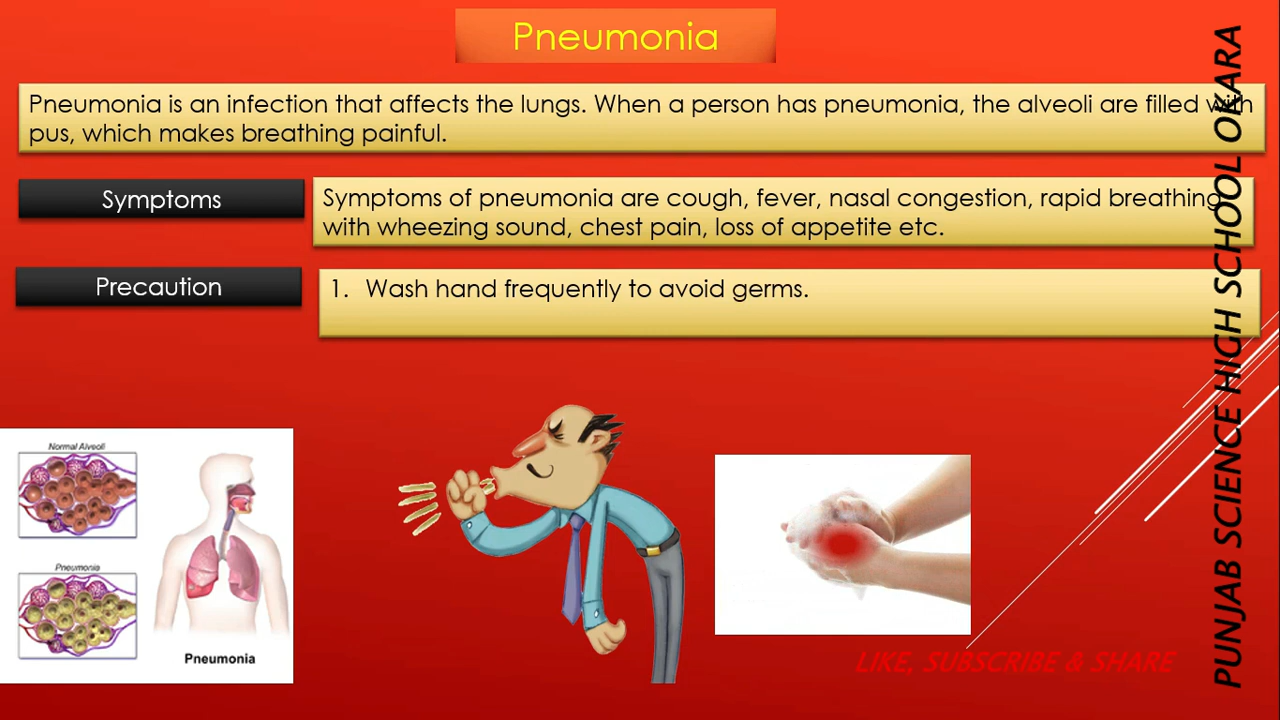 Pneumonia
Pneumonia is an infection that affects the lungs. When a person has pneumonia, the alveoli are filled with
pus, which makes breathing painful.
Symptoms
Symptoms of pneumonia are cough, fever, nasal congestion, rapid breathing
with wheezing sound, chest pain, loss of appetite etc.
Precaution
1. Wash hand frequently to avoid germs.
Normal Alveoli
Pneumonia
Pneumonia
LIKE, SUBSCRIBE & SHARE
PUNJAB SCIENCE HIGH SCHOOL OKARA